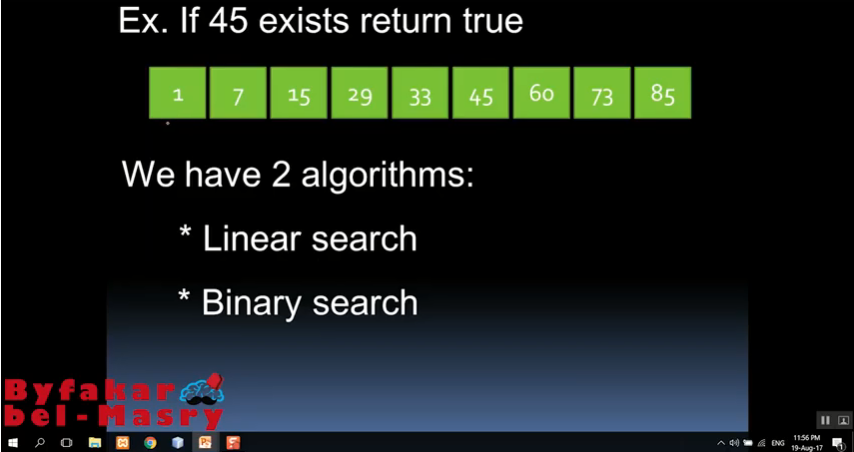 Ex. If 45 exists return true
1 7 15 29 33 45 60 73 85
We have 2 algorithms:
* Linear search
* Binary search
Byfakar
bel-Masry
ENG
11:56 PM
19-Aug-17